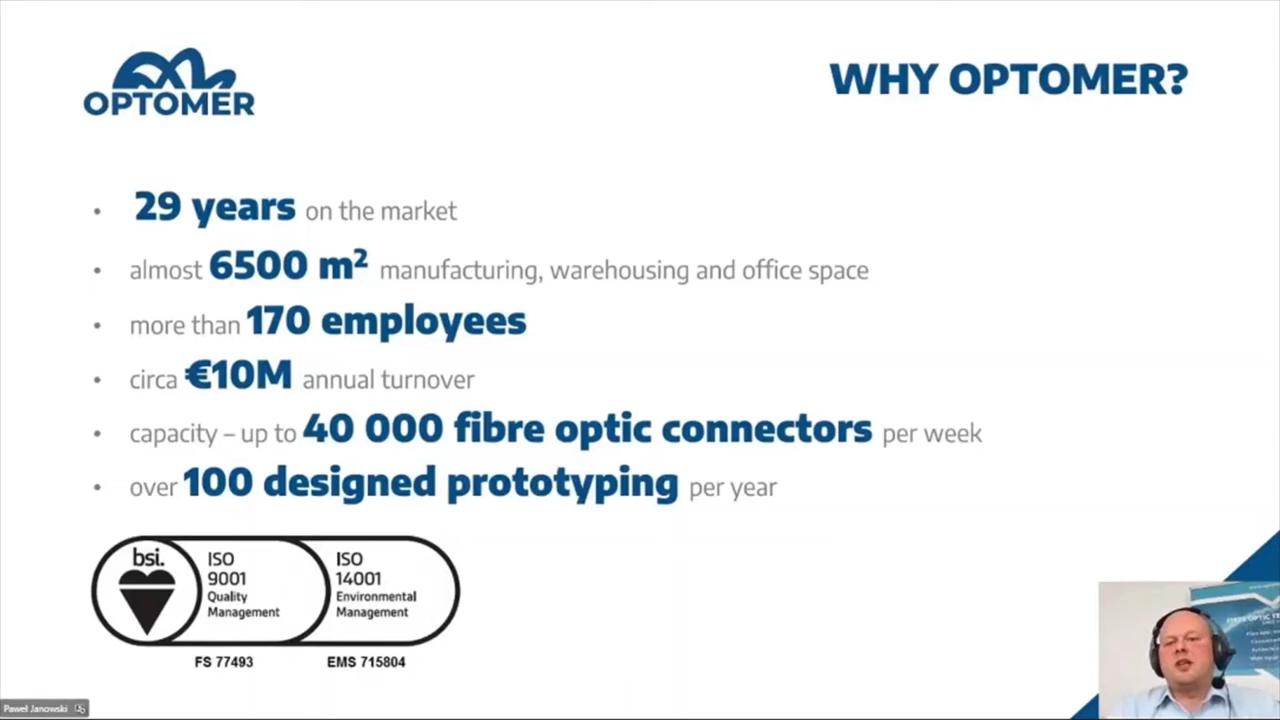 OPTOMER
WHY OPTOMER?
• 29 years on the market
• almost 6500 m² manufacturing, warehousing and office space
• more than 170 employees
• circa €10M annual turnover
• capacity – up to 40 000 fibre optic connectors per week
• over 100 designed prototyping per year
bsi.
ISO
9001
Quality
Management
ISO
14001
Environmental
Management
FS 77493
EMS 715804
Paweł Janowski